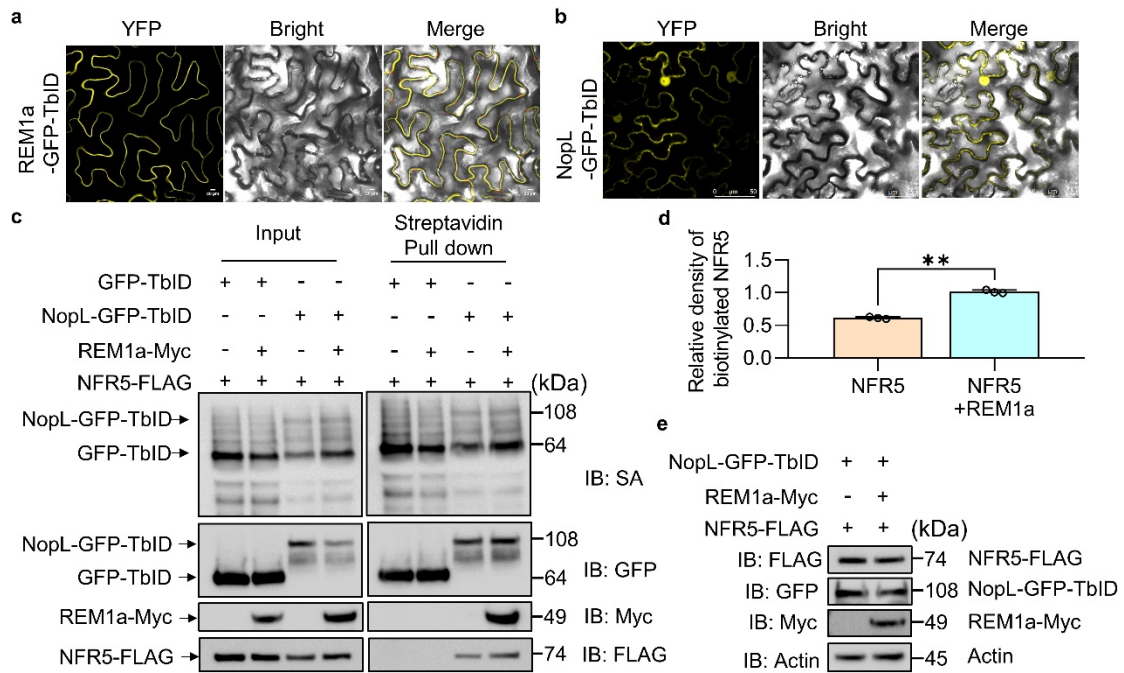 a
YFP Bright Merge
REM1a
-GFP-TbID
b
YFP Bright Merge
NopL
-GFP-TbID
0 µm 50
c
Input
Streptavidin
Pull down
GFP-TbID + + - - + + - -
NopL-GFP-TbID - - + + - - + +
REM1a-Myc - + - + - + - +
NFR5-FLAG + + + + + + + + (kDa)
NopL-GFP-TbID 108
GFP-TbID 64
IB: SA
NopL-GFP-TbID 108
GFP-TbID 64 IB: GFP
REM1a-Myc 49 IB: Myc
NFR5-FLAG 74 IB: FLAG
d
Relative density of
biotinylated NFR5
1.5
1.0
0.5
0.0
**
NFR5 NFR5
+REM1a
e
NopL-GFP-TbID + +
REM1a-Myc - +
NFR5-FLAG + + (kDa)
IB: FLAG 74 NFR5-FLAG
IB: GFP 108 NopL-GFP-TbID
IB: Myc 49 REM1a-Myc
IB: Actin 45 Actin